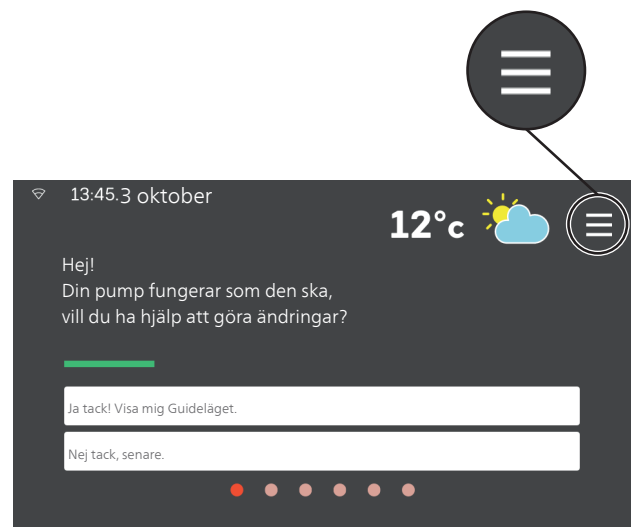 13:45.3 oktober
12°c
Hej!
Din pump fungerar som den ska,
vill du ha hjälp att göra ändringar?
Ja tack! Visa mig Guideläget.
Nej tack, senare.